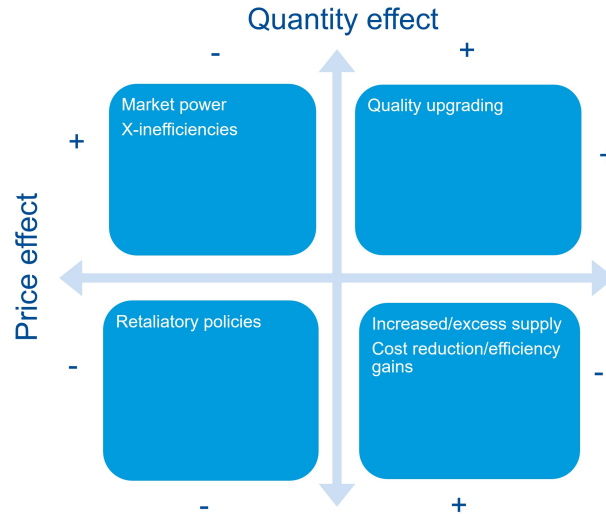 Quantity effect
- +
Market power
X-inefficiencies
Quality upgrading
+ -
Price effect
Retaliatory policies
Increased/excess supply
Cost reduction/efficiency
gains
- -
- +